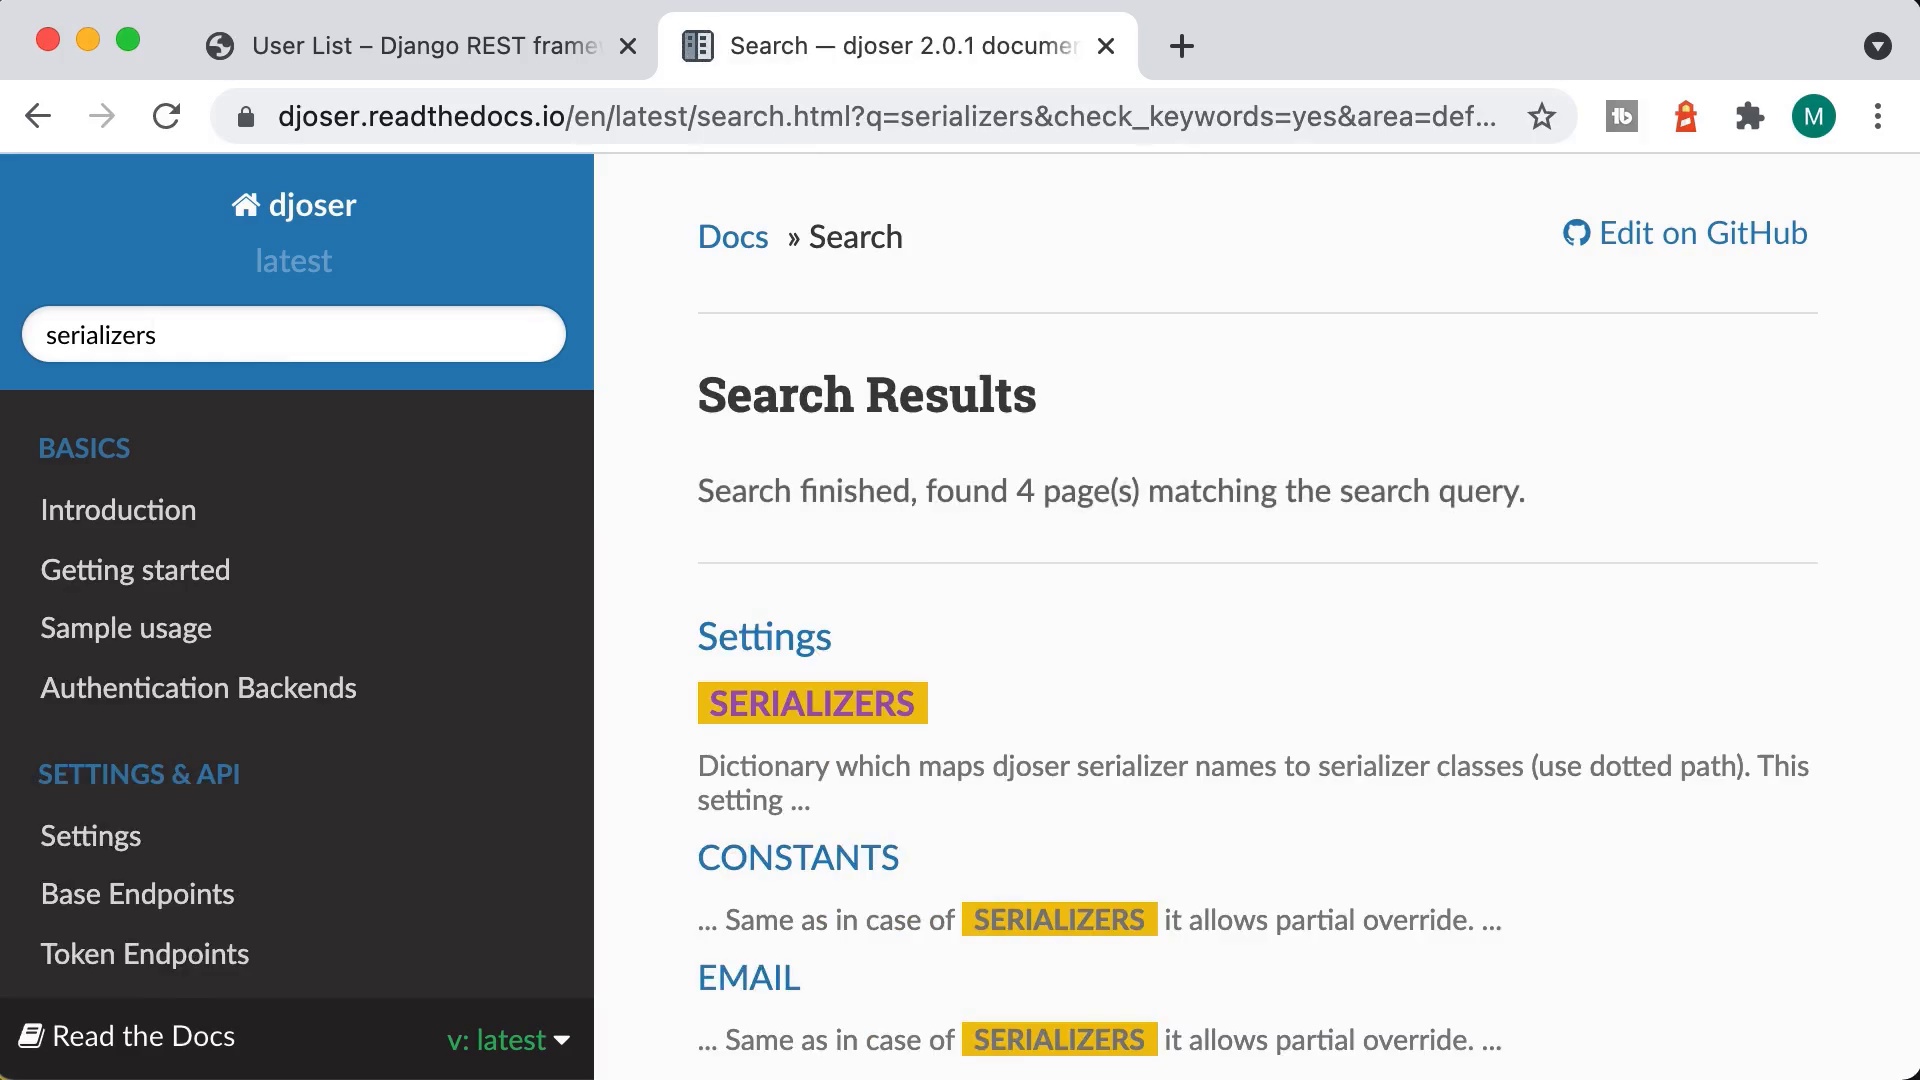 User List – Django REST frame
Search — djoser 2.0.1 documen
djoser.readthedocs.io/en/latest/search.html?q=serializers&check_keywords=yes&area=def...
tb
M
djoser
latest
serializers
BASICS
Introduction
Getting started
Sample usage
Authentication Backends
SETTINGS & API
Settings
Base Endpoints
Token Endpoints
Read the Docs
v: latest
Docs » Search
Edit on GitHub
Search Results
Search finished, found 4 page(s) matching the search query.
Settings
SERIALIZERS
Dictionary which maps djoser serializer names to serializer classes (use dotted path). This
setting ...
CONSTANTS
... Same as in case of SERIALIZERS it allows partial override. ...
EMAIL
... Same as in case of SERIALIZERS it allows partial override. ...